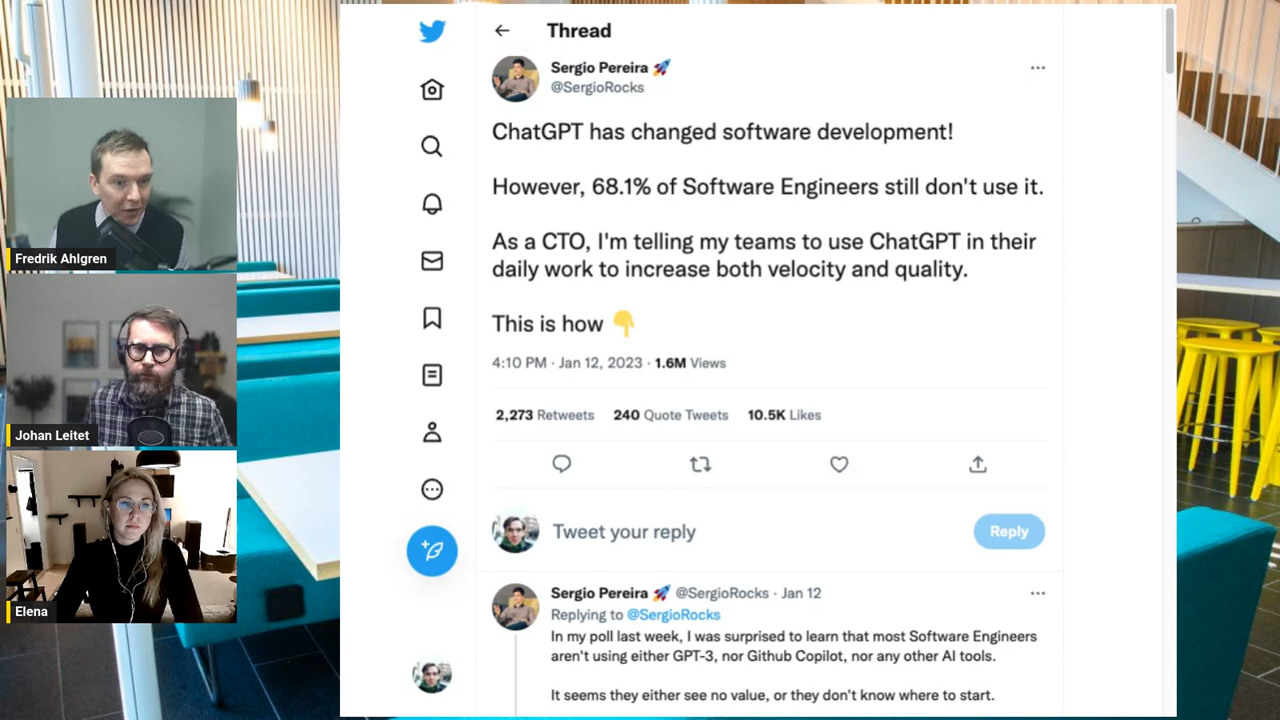 Thread
Sergio Pereira 🚀
@SergioRocks
ChatGPT has changed software development!
However, 68.1% of Software Engineers still don't use it.
As a CTO, I'm telling my teams to use ChatGPT in their
daily work to increase both velocity and quality.
This is how 👇
4:10 PM · Jan 12, 2023 · 1.6M Views
2,273 Retweets 240 Quote Tweets 10.5K Likes
Tweet your reply
Reply
Sergio Pereira 🚀 @SergioRocks · Jan 12
Replying to @SergioRocks
In my poll last week, I was surprised to learn that most Software Engineers
aren't using either GPT-3, nor Github Copilot, nor any other AI tools.
It seems they either see no value, or they don't know where to start.
Fredrik Ahlgren
Johan Leitet
Elena